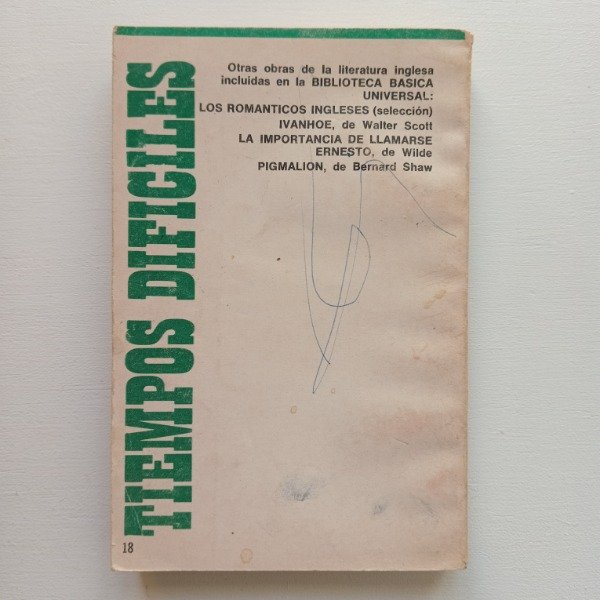 TIEMPOS DIFICILES
Otras obras de la literatura inglesa
incluidas en la BIBLIOTECA BASICA
UNIVERSAL:
LOS ROMANTICOS INGLESES (selección)
IVANHOE, de Walter Scott
LA IMPORTANCIA DE LLAMARSE
ERNESTO, de Wilde
PIGMALION, de Bernard Shaw
18